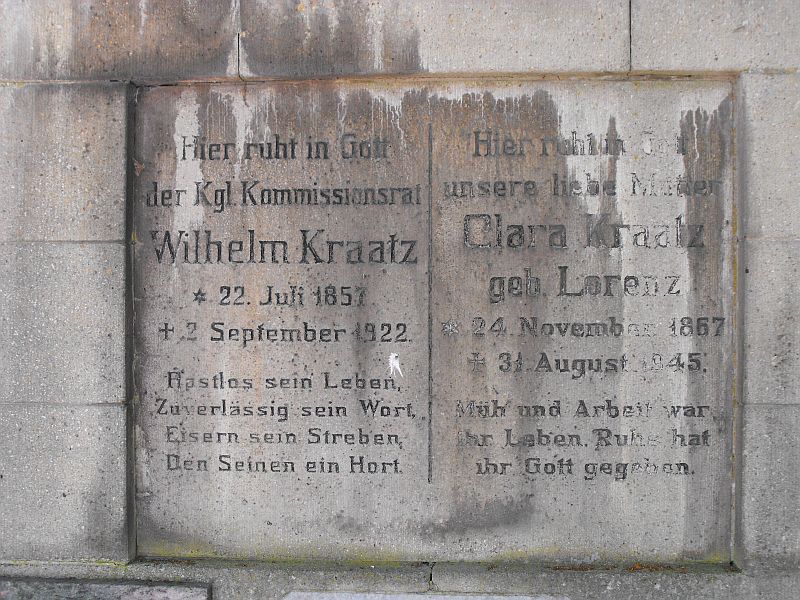 Hier ruht in Gott
der Kgl. Kommissionsrat
Wilhelm Kraatz
* 22. Juli 1857.
+ 2 September 1922.
Rastlos sein Leben,
Zuverlässig sein Wort,
Eisern sein Streben,
Den Seinen ein Hort.
Hier ruht in Gott
unsere liebe Mutter
Clara Kraatz
geb. Lorenz
* 24. November 1867
+ 31. August 1945.
Müh' und Arbeit war
ihr Leben, Ruhe hat
ihr Gott gegeben.